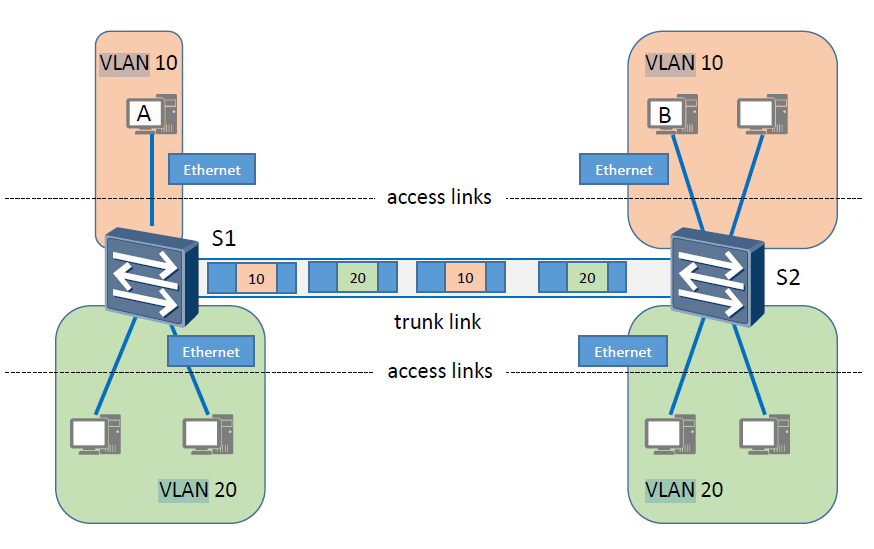 VLAN 10
VLAN 10
A
B
Ethernet
Ethernet
access links
S1
S2
10
20
10
20
trunk link
Ethernet
Ethernet
access links
VLAN 20
VLAN 20